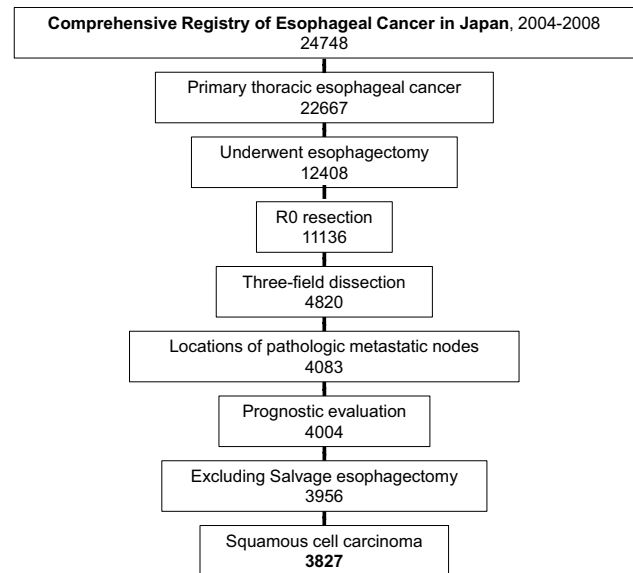 Comprehensive Registry of Esophageal Cancer in Japan, 2004-2008
24748
Primary thoracic esophageal cancer
22667
Underwent esophagectomy
12408
R0 resection
11136
Three-field dissection
4820
Locations of pathologic metastatic nodes
4083
Prognostic evaluation
4004
Excluding Salvage esophagectomy
3956
Squamous cell carcinoma
3827